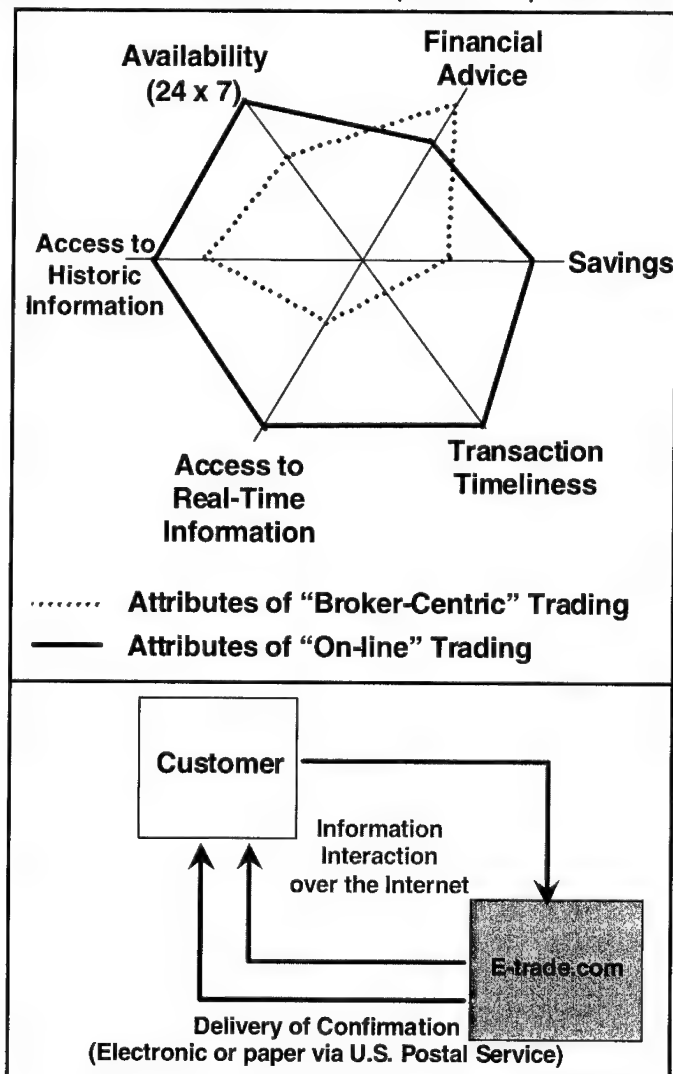 Availability
(24 x 7)
Financial
Advice
Access to
Historic
Information
Savings
Access to
Real-Time
Information
Transaction
Timeliness
Attributes of "Broker-Centric" Trading
Attributes of "On-line" Trading
Customer
Information
Interaction
over the Internet
E-trade.com
Delivery of Confirmation
(Electronic or paper via U.S. Postal Service)